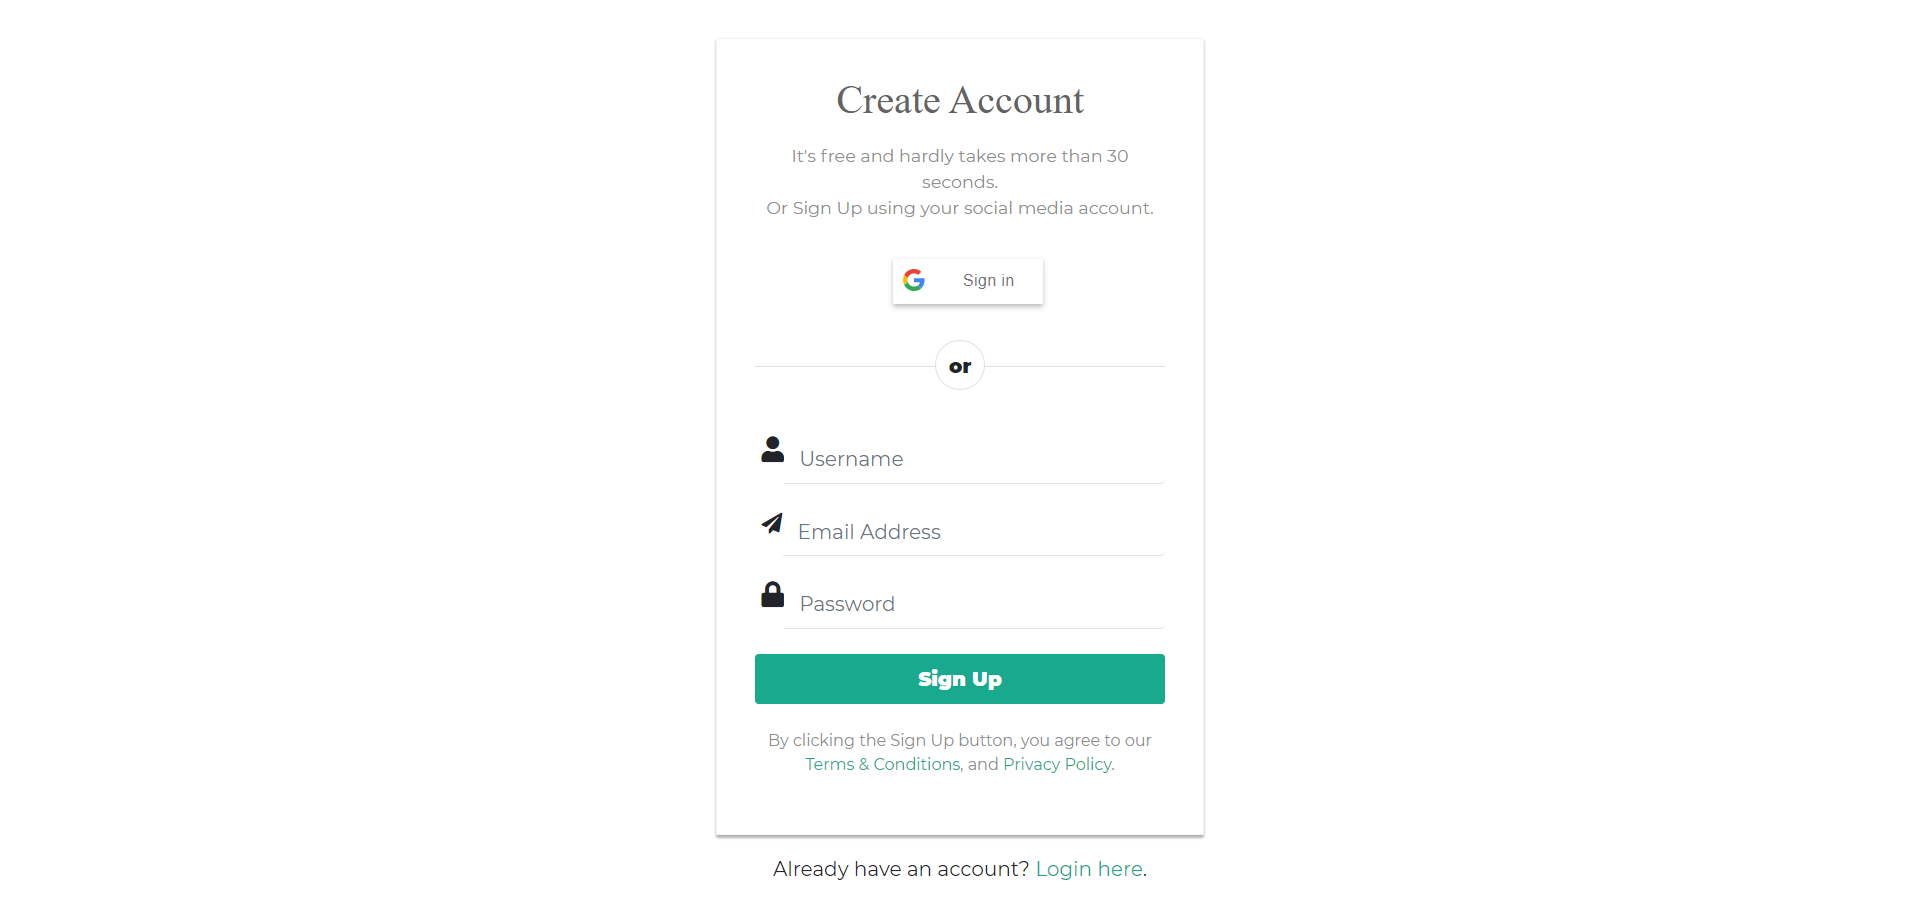 Create Account
It's free and hardly takes more than 30
seconds.
Or Sign Up using your social media account.
Sign in
or
Username
Email Address
Password
Sign Up
By clicking the Sign Up button, you agree to our
Terms & Conditions, and Privacy Policy.
Already have an account? Login here.